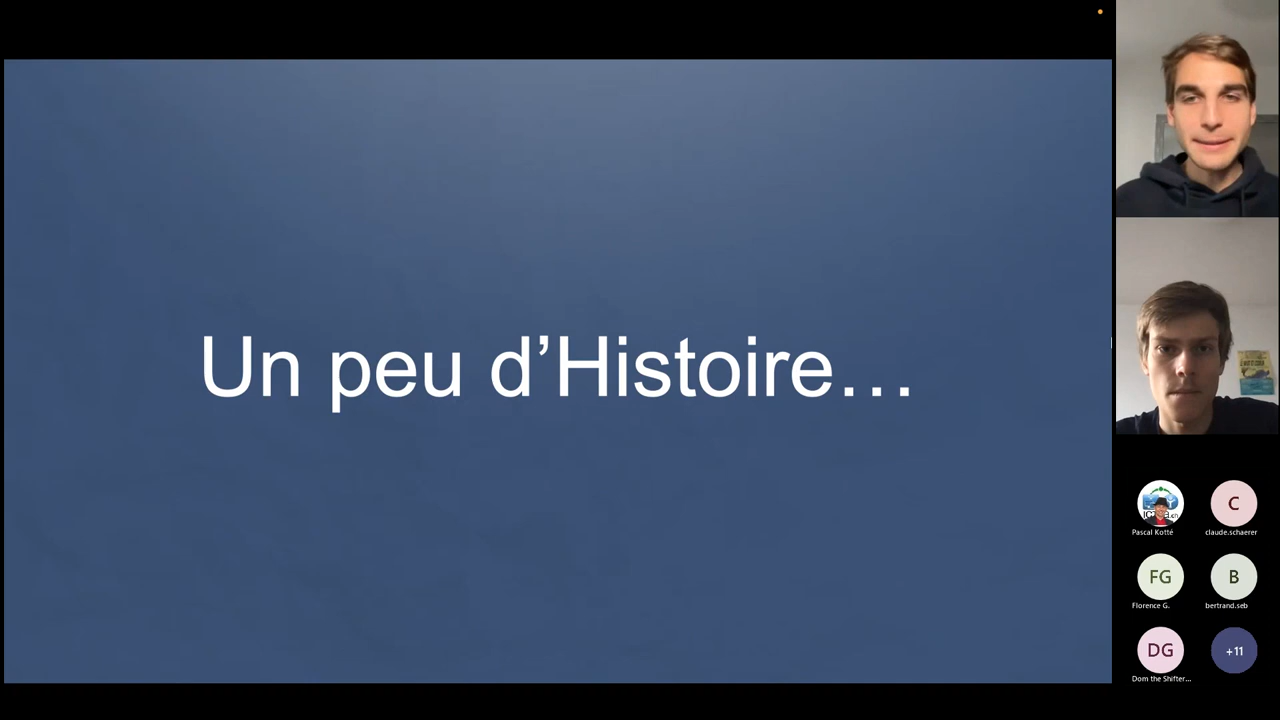 Un peu d’Histoire…
Pascal Kotté
C
claude.schaerer
FG
Florence G.
B
bertrand.seb
DG
Dom the Shifter...
+11